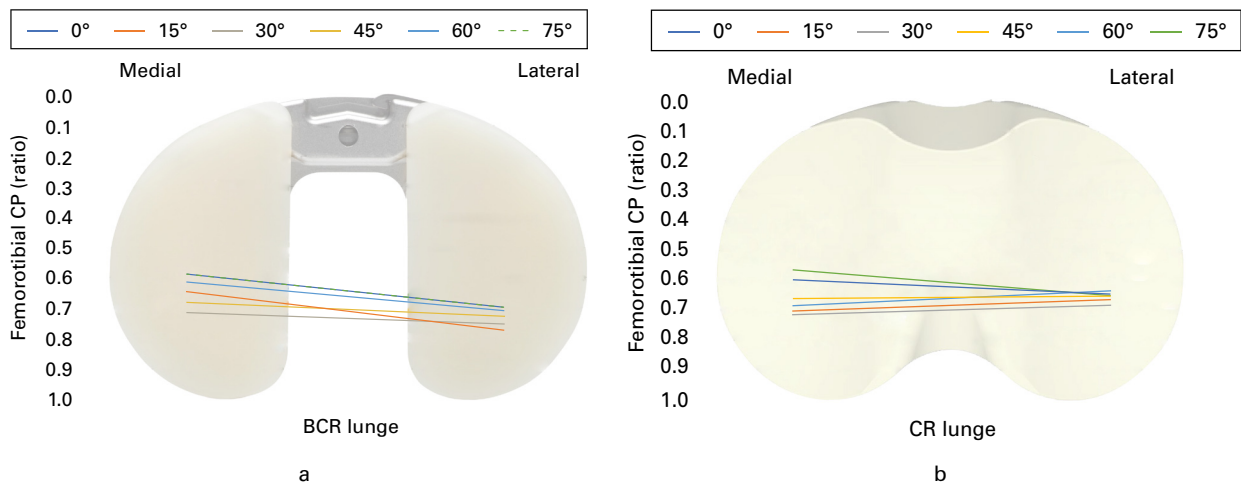 0° 15° 30° 45° 60° 75°
Medial Lateral
Femorotibial CP (ratio)
0.0
0.1
0.2
0.3
0.4
0.5
0.6
0.7
0.8
0.9
1.0
BCR lunge
a
0° 15° 30° 45° 60° 75°
Medial Lateral
Femorotibial CP (ratio)
0.0
0.1
0.2
0.3
0.4
0.5
0.6
0.7
0.8
0.9
1.0
CR lunge
b